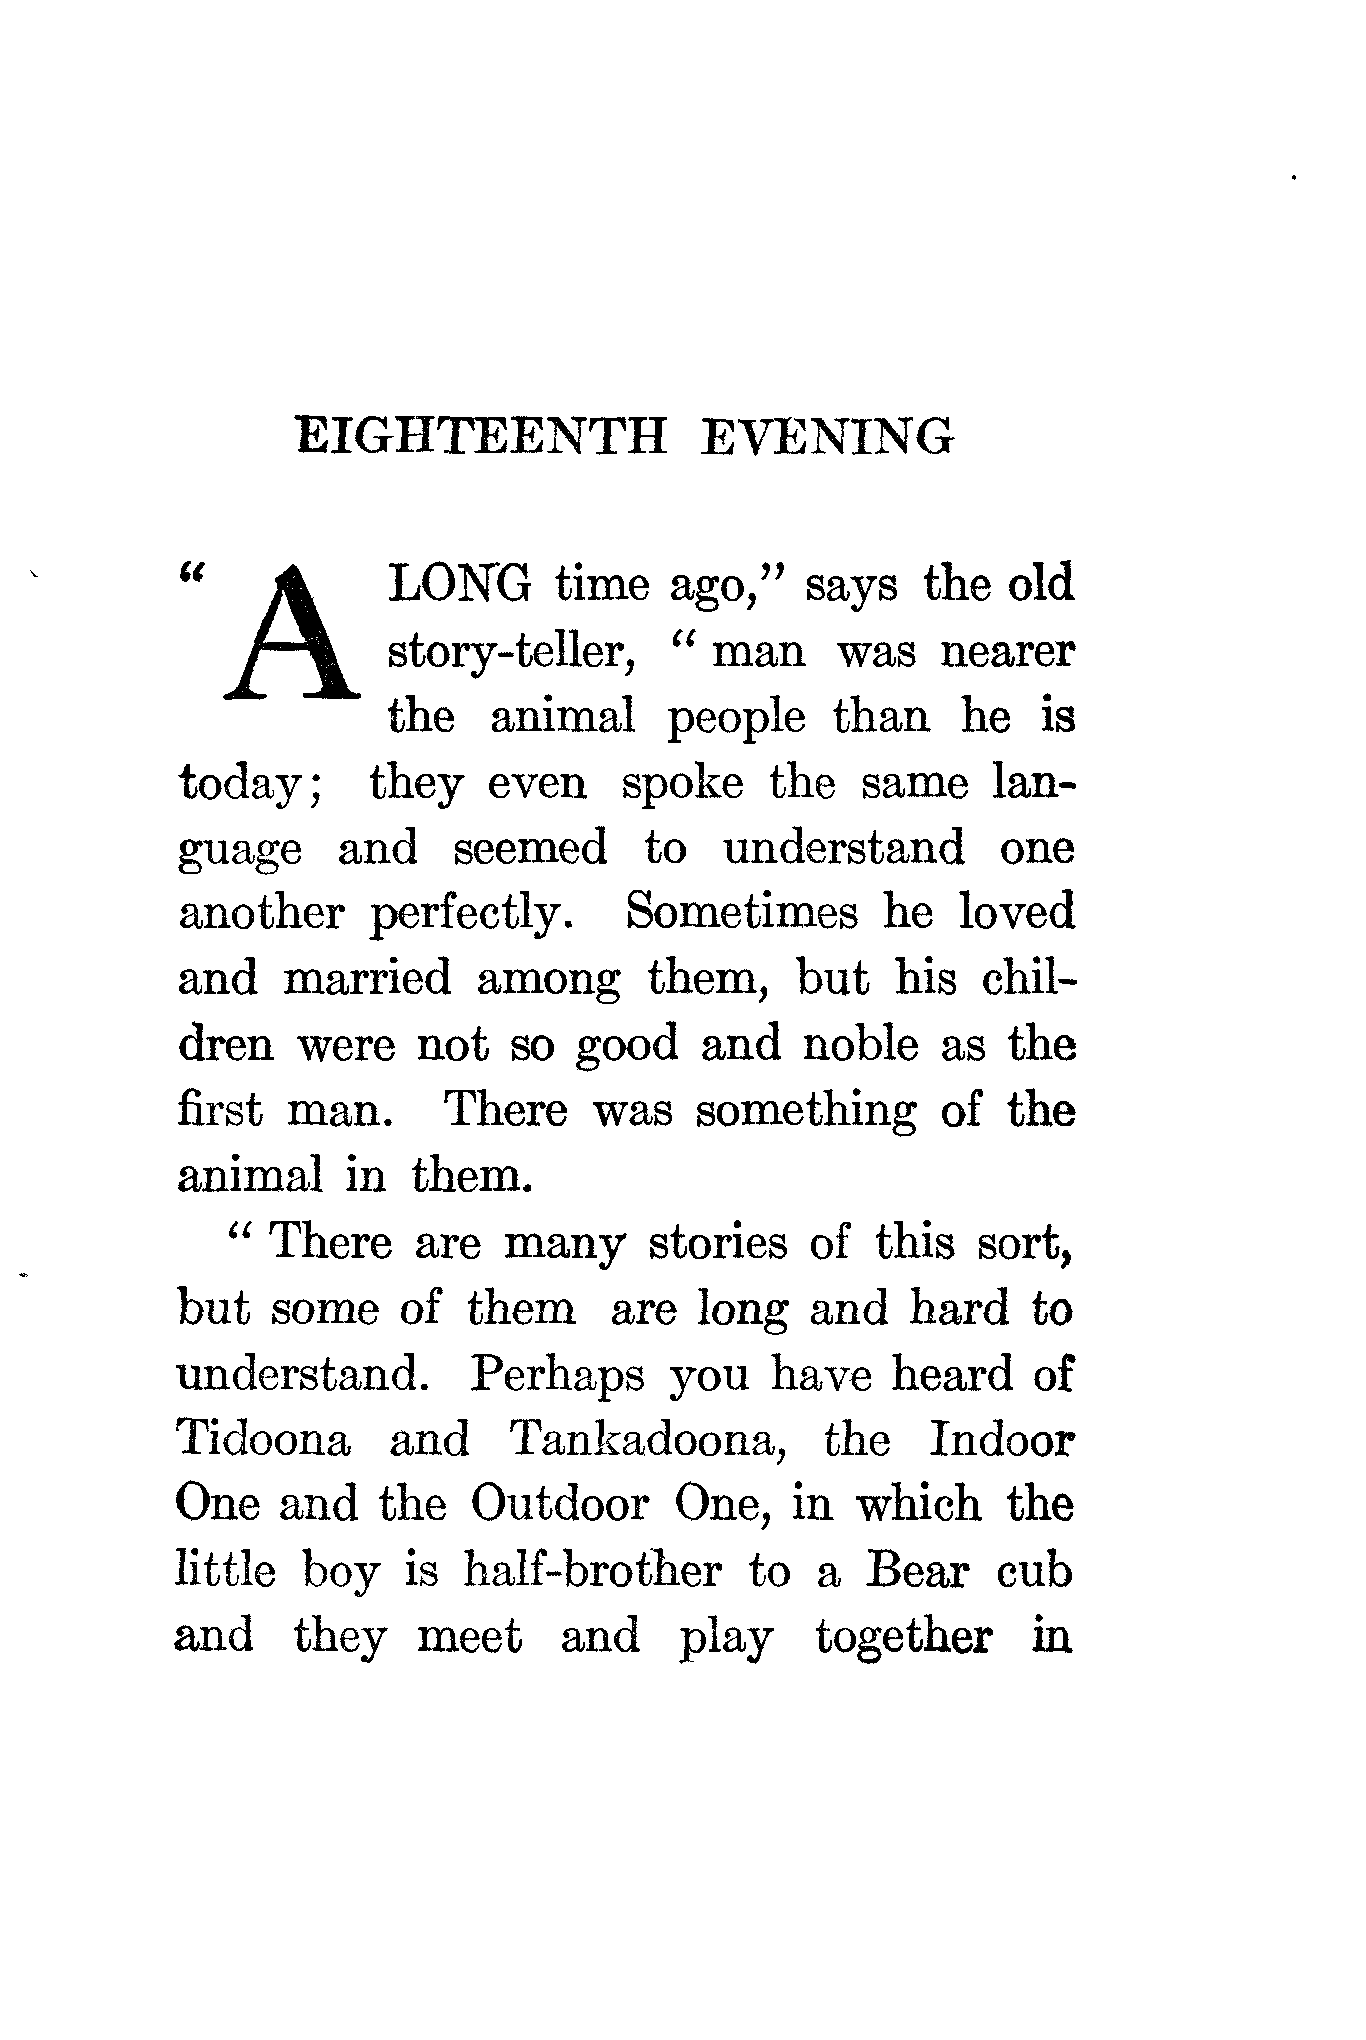 EIGHTEENTH EVENING
“A LONG time ago,” says the old
story-teller, “ man was nearer
the animal people than he is
today; they even spoke the same lan-
guage and seemed to understand one
another perfectly. Sometimes he loved
and married among them, but his chil-
dren were not so good and noble as the
first man. There was something of the
animal in them.
“ There are many stories of this sort,
but some of them are long and hard to
understand. Perhaps you have heard of
Tidoona and Tankadoona, the Indoor
One and the Outdoor One, in which the
little boy is half-brother to a Bear cub
and they meet and play together in